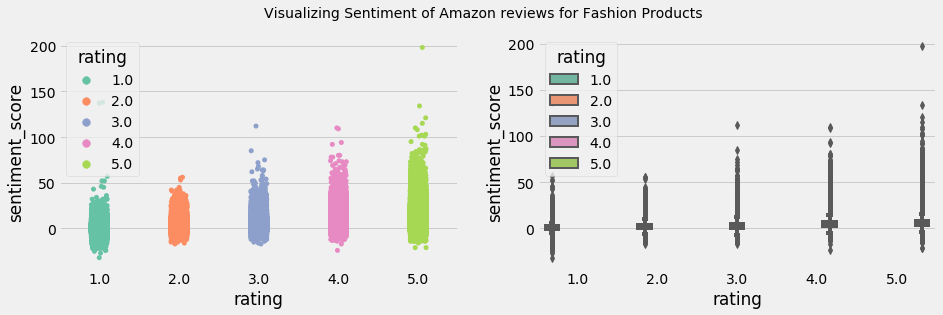 Visualizing Sentiment of Amazon reviews for Fashion Products
sentiment_score
200
150
100
50
0
rating
1.0
2.0
3.0
4.0
5.0
1.0 2.0 3.0 4.0 5.0
rating
sentiment_score
200
150
100
50
0
rating
1.0
2.0
3.0
4.0
5.0
1.0 2.0 3.0 4.0 5.0
rating